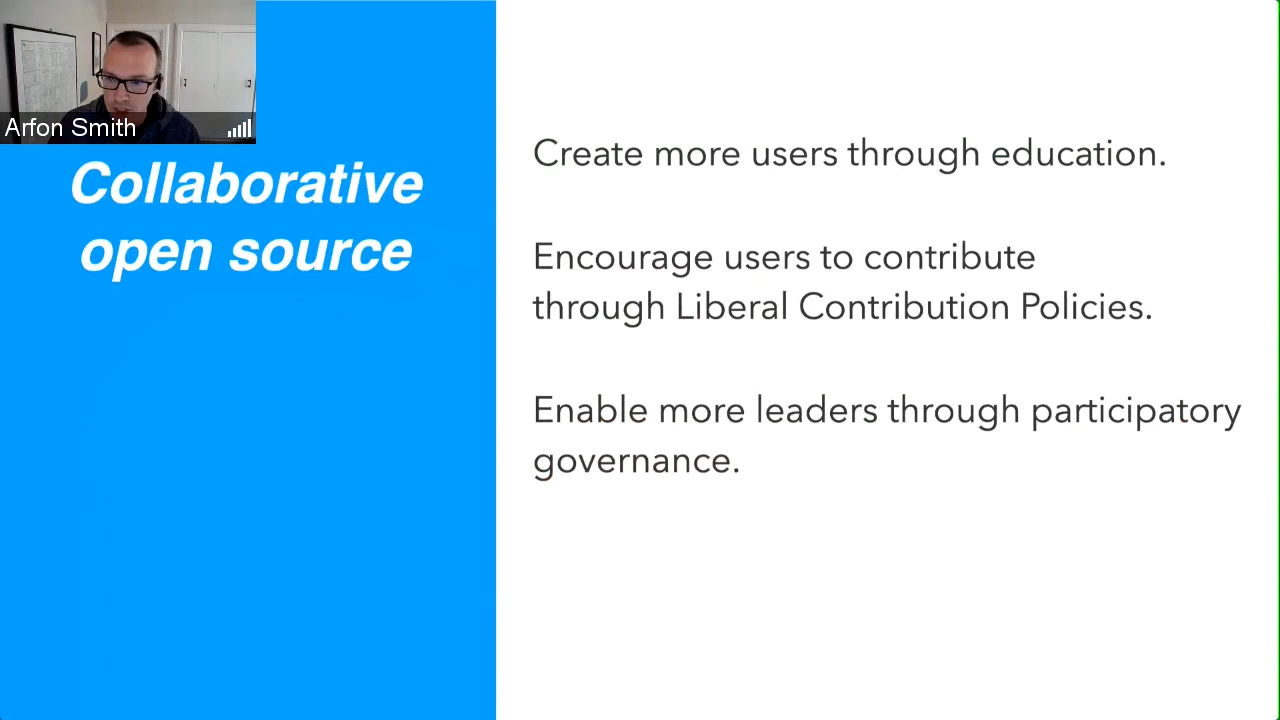 Arfon Smith
Collaborative
open source
Create more users through education.
Encourage users to contribute
through Liberal Contribution Policies.
Enable more leaders through participatory
governance.